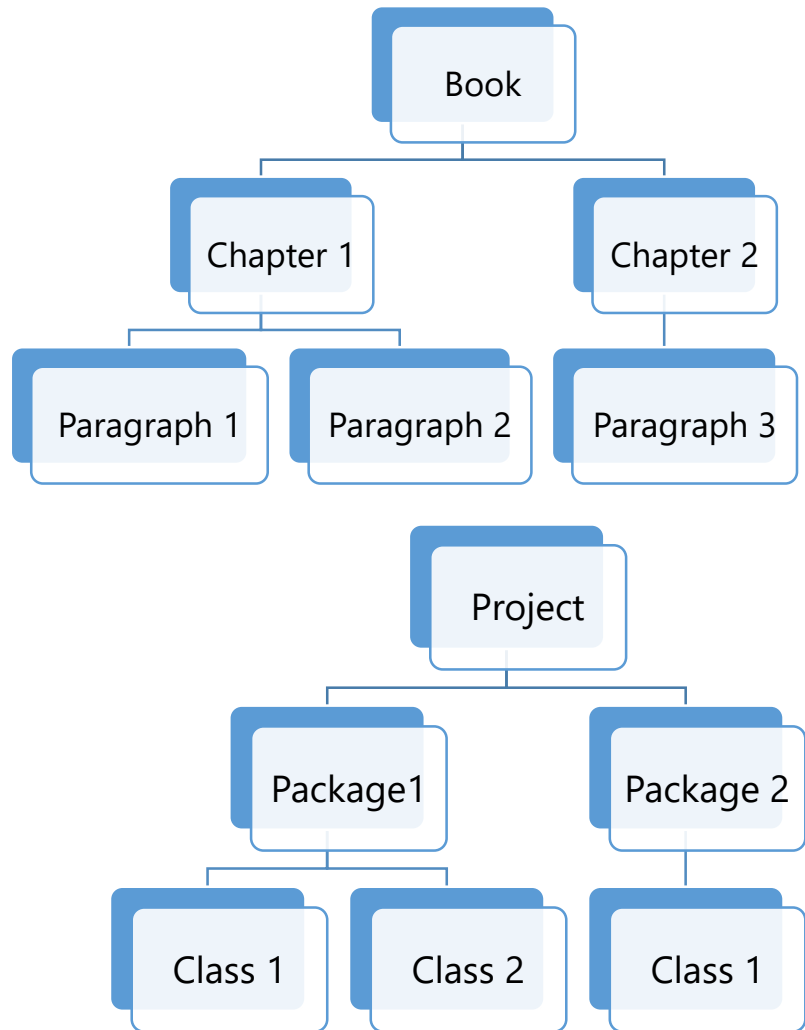 Book
Chapter 1
Chapter 2
Paragraph 1
Paragraph 2
Paragraph 3
Project
Package1
Package 2
Class 1
Class 2
Class 1